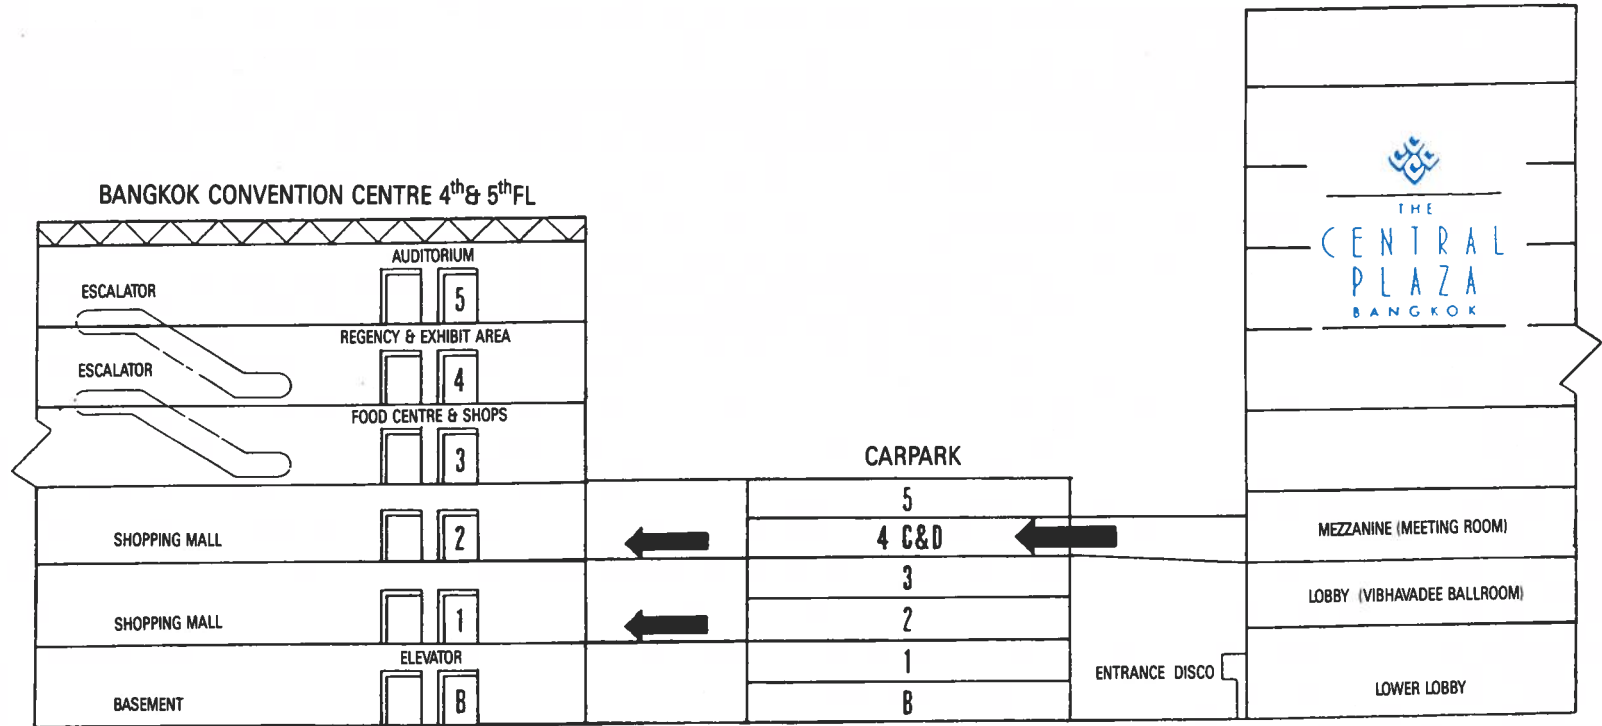 BANGKOK CONVENTION CENTRE 4th & 5th FL
AUDITORIUM
ESCALATOR
5
REGENCY & EXHIBIT AREA
ESCALATOR
4
FOOD CENTRE & SHOPS
3
SHOPPING MALL
2
SHOPPING MALL
1
ELEVATOR
BASEMENT
B
CARPARK
5
4 C&D
3
2
1
B
ENTRANCE DISCO
THE
CENTRAL
PLAZA
BANGKOK
MEZZANINE (MEETING ROOM)
LOBBY (VIBHAVADEE BALLROOM)
LOWER LOBBY